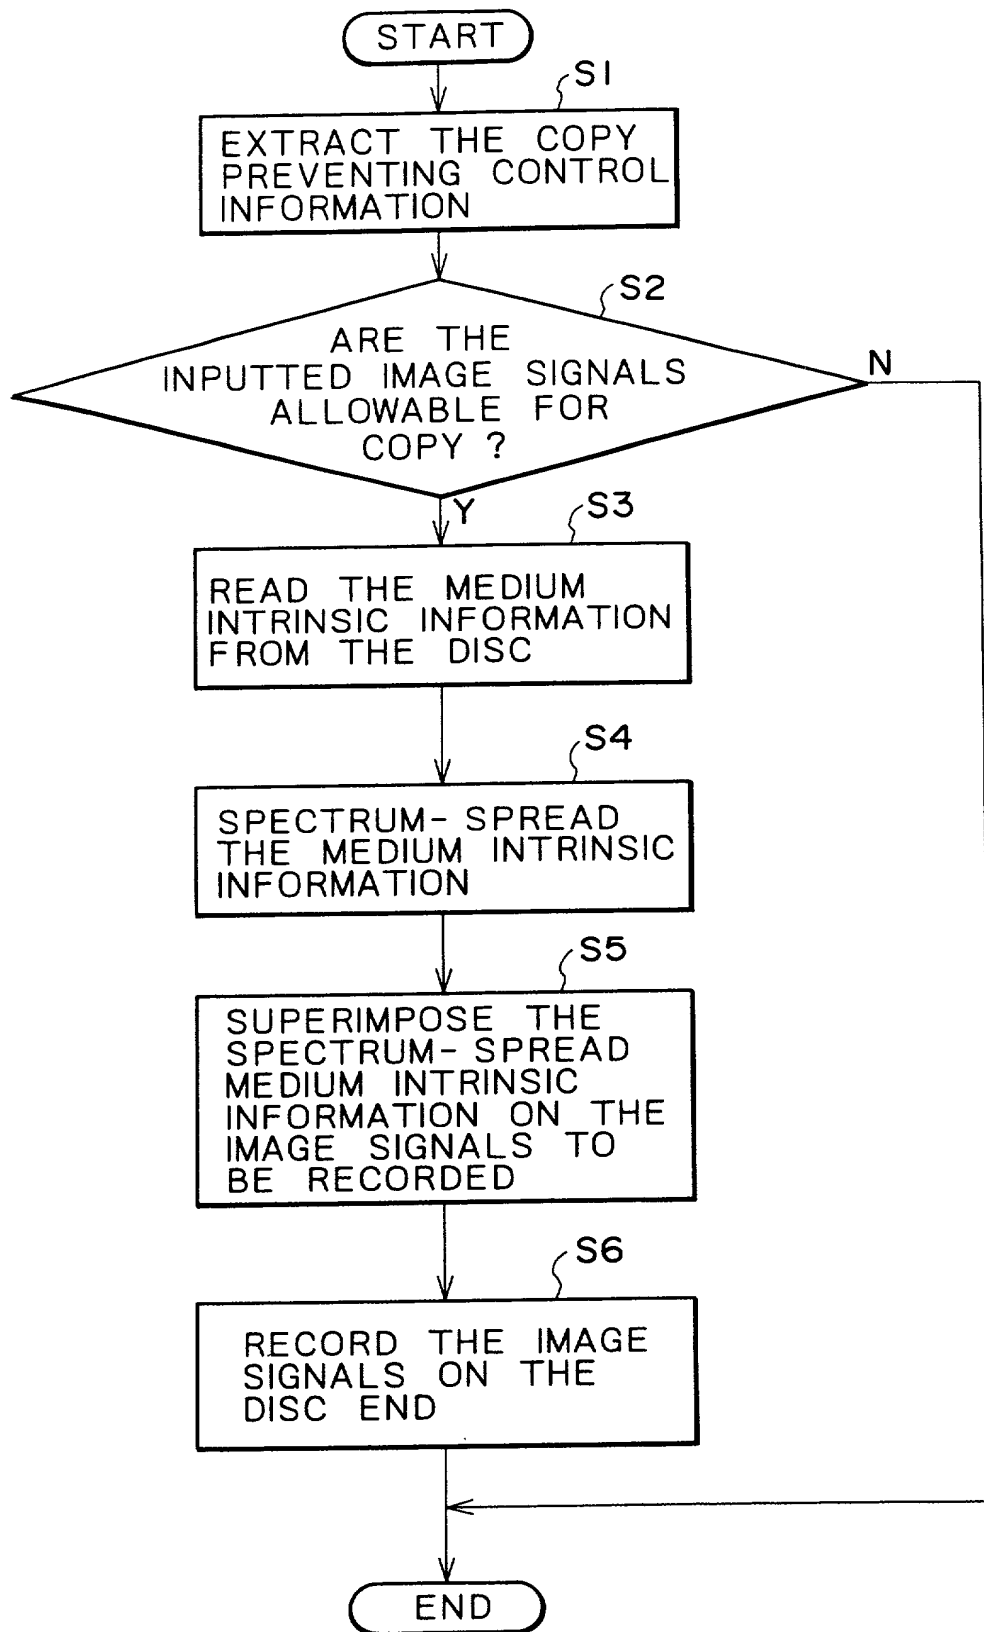 START
S1
EXTRACT THE COPY
PREVENTING CONTROL
INFORMATION
S2
ARE THE
INPUTTED IMAGE SIGNALS
ALLOWABLE FOR
COPY ?
N
Y
S3
READ THE MEDIUM
INTRINSIC INFORMATION
FROM THE DISC
S4
SPECTRUM- SPREAD
THE MEDIUM INTRINSIC
INFORMATION
S5
SUPERIMPOSE THE
SPECTRUM- SPREAD
MEDIUM INTRINSIC
INFORMATION ON THE
IMAGE SIGNALS TO
BE RECORDED
S6
RECORD THE IMAGE
SIGNALS ON THE
DISC END
END